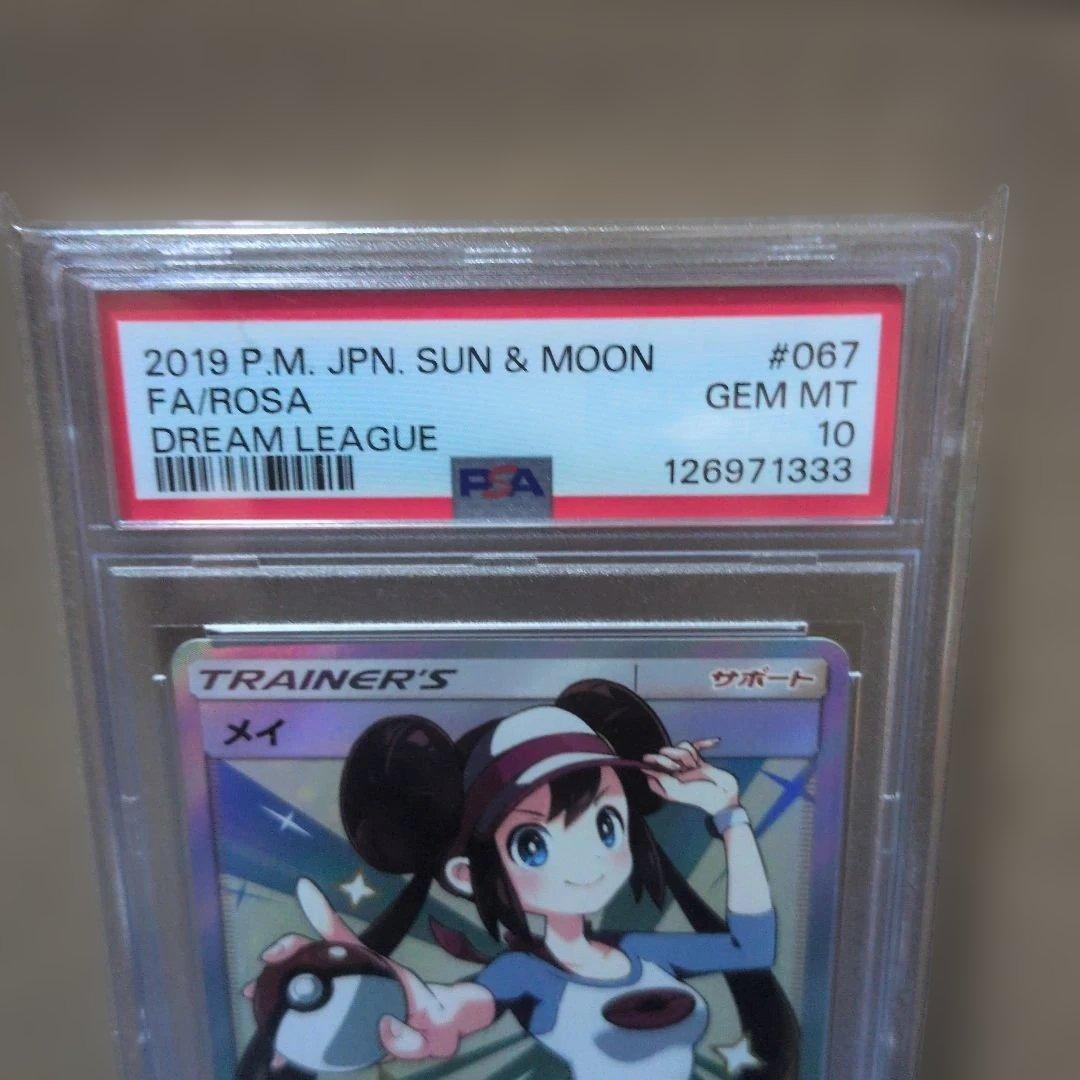 2019 P.M. JPN. SUN & MOON #067
FA/ROSA GEM MT
DREAM LEAGUE 10
PSA 126971333
TRAINER'S サポート
メイ